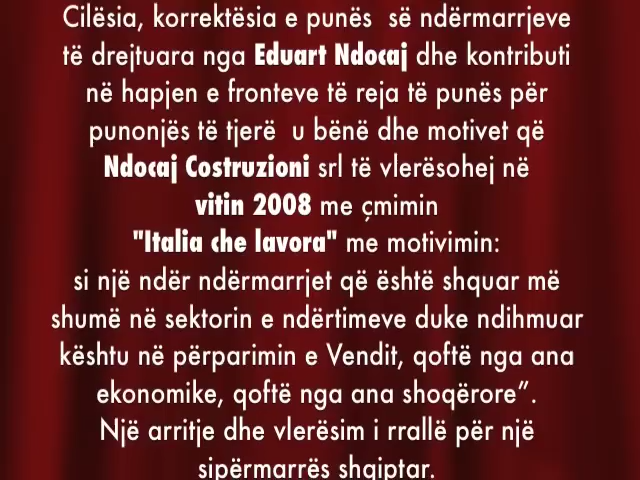 Cilësia, korrektësia e punës  së ndërmarrjeve
të drejtuara nga Eduart Ndocaj dhe kontributi
në hapjen e fronteve të reja të punës për
punonjës të tjerë  u bënë dhe motivet që
Ndocaj Costruzioni srl të vlerësohej në
vitin 2008 me çmimin
"Italia che lavora" me motivimin:
si një ndër ndërmarrjet që është shquar më
shumë në sektorin e ndërtimeve duke ndihmuar
kështu në përparimin e Vendit, qoftë nga ana
ekonomike, qoftë nga ana shoqërore”.
Një arritje dhe vlerësim i rrallë për një
sipërmarrës shqiptar.